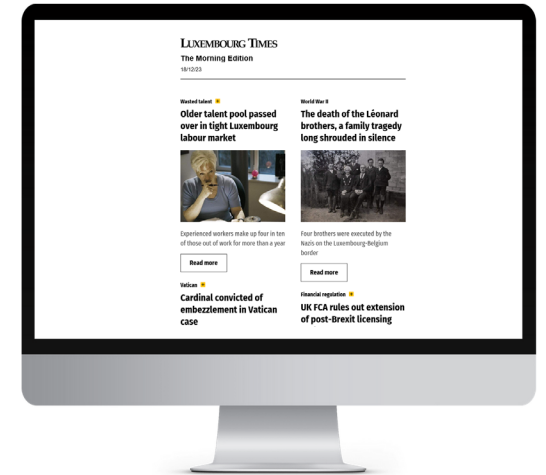 LUXEMBOURG TIMES
The Morning Edition
18/12/23
Wasted talent
Older talent pool passed
over in tight Luxembourg
labour market
Experienced workers make up four in ten
of those out of work for more than a year
Read more
Vatican
Cardinal convicted of
embezzlement in Vatican
case
World War II
The death of the Léonard
brothers, a family tragedy
long shrouded in silence
Four brothers were executed by the
Nazis on the Luxembourg-Belgium
border
Read more
Financial regulation
UK FCA rules out extension
of post-Brexit licensing